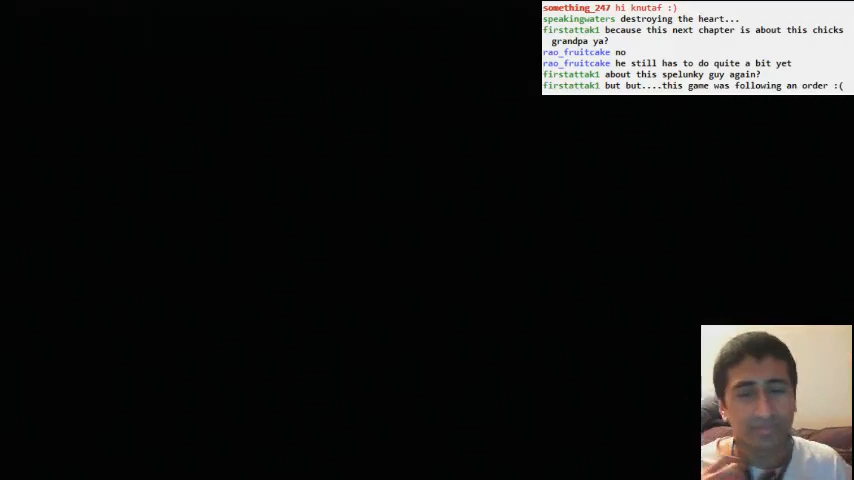 something_247 hi knutaf :)
speakingwaters destroying the heart...
firstattak1 because this next chapter is about this chicks
grandpa ya?
rao_fruitcake no
rao_fruitcake he still has to do quite a bit yet
firstattak1 about this spelunky guy again?
firstattak1 but but....this game was following an order :(